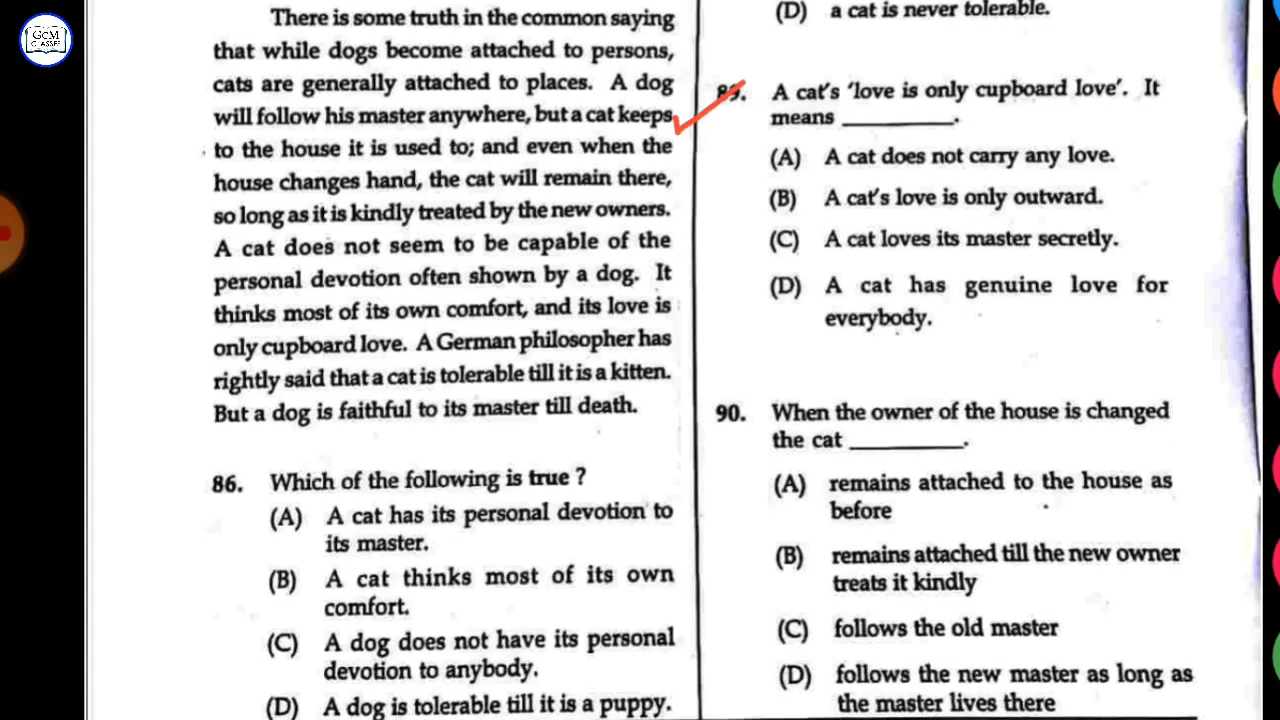 GCM
CLASSES
There is some truth in the common saying
that while dogs become attached to persons,
cats are generally attached to places. A dog
will follow his master anywhere, but a cat keeps
to the house it is used to; and even when the
house changes hand, the cat will remain there,
so long as it is kindly treated by the new owners.
A cat does not seem to be capable of the
personal devotion often shown by a dog. It
thinks most of its own comfort, and its love is
only cupboard love. A German philosopher has
rightly said that a cat is tolerable till it is a kitten.
But a dog is faithful to its master till death.
86. Which of the following is true ?
(A) A cat has its personal devotion to
its master.
(B) A cat thinks most of its own
comfort.
(C) A dog does not have its personal
devotion to anybody.
(D) A dog is tolerable till it is a puppy.
(D) a cat is never tolerable.
89. A cat's 'love is only cupboard love'. It
means __________.
(A) A cat does not carry any love.
(B) A cat's love is only outward.
(C) A cat loves its master secretly.
(D) A cat has genuine love for
everybody.
90. When the owner of the house is changed
the cat __________.
(A) remains attached to the house as
before
(B) remains attached till the new owner
treats it kindly
(C) follows the old master
(D) follows the new master as long as
the master lives there